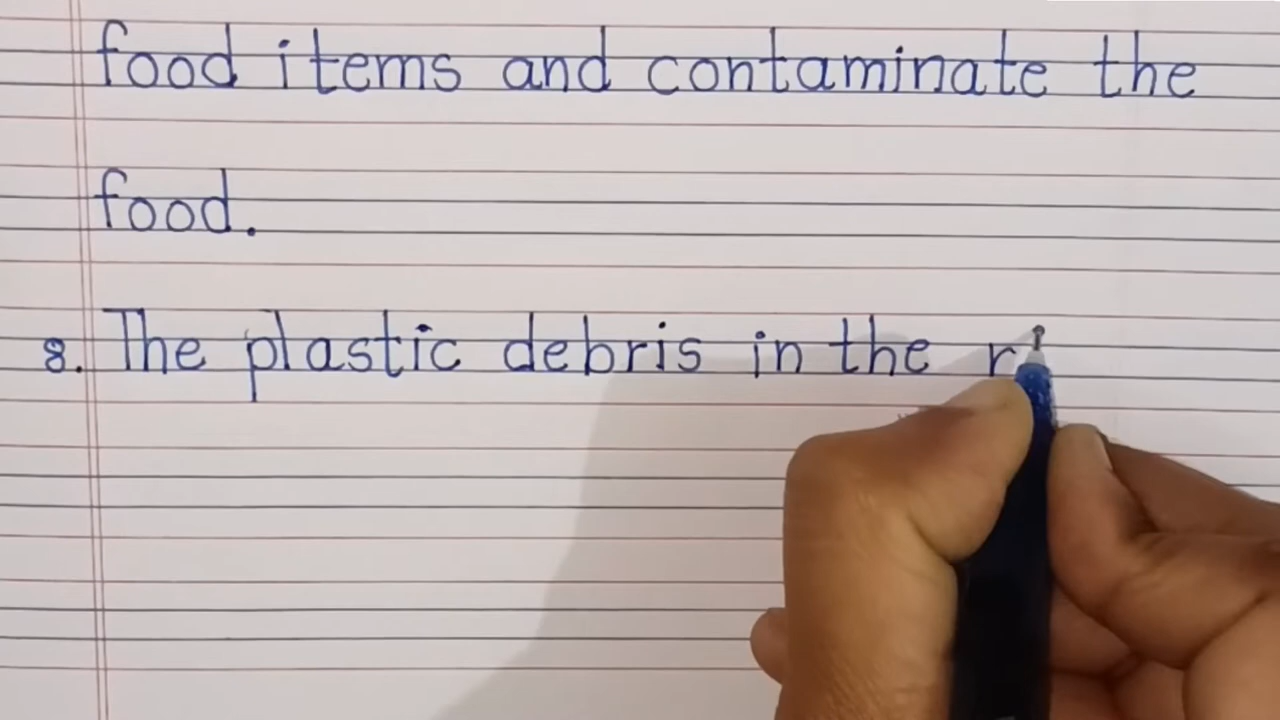 food items and contaminate the
food.
8. The plastic debris in the